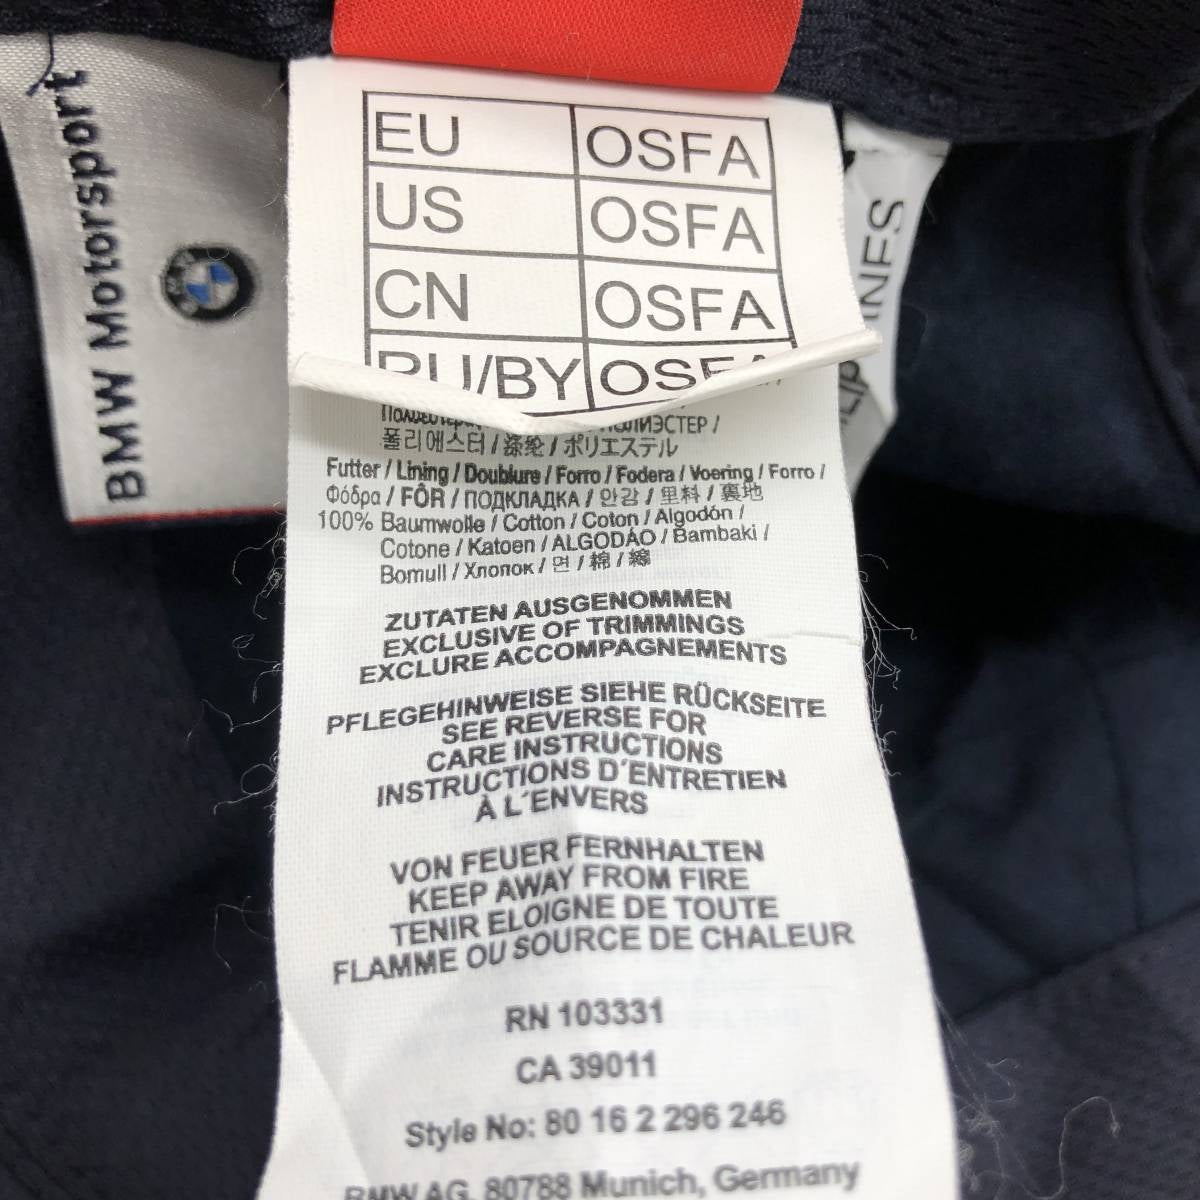 BMW Motorsport
EU OSFA
US OSFA
CN OSFA
RU/BY OSFA
폴리에스터 / 涤纶 / ポリエステル
Futter / Lining / Doublure / Forro / Fodera / Voering / Forro /
Φόδρα / FÔR / ПОДКЛАДКА / 안감 / 里料 / 裏地
100% Baumwolle / Cotton / Coton / Algodón /
Cotone / Katoen / ALGODÁO / Bambaki /
Bomull / Хлопок / 면 / 棉 / 綿
ZUTATEN AUSGENOMMEN
EXCLUSIVE OF TRIMMINGS
EXCLURE ACCOMPAGNEMENTS
PFLEGEHINWEISE SIEHE RÜCKSEITE
SEE REVERSE FOR
CARE INSTRUCTIONS
INSTRUCTIONS D´ENTRETIEN
À L´ENVERS
VON FEUER FERNHALTEN
KEEP AWAY FROM FIRE
TENIR ELOIGNE DE TOUTE
FLAMME OU SOURCE DE CHALEUR
RN 103331
CA 39011
Style No: 80 16 2 296 246
BMW AG, 80788 Munich, Germany